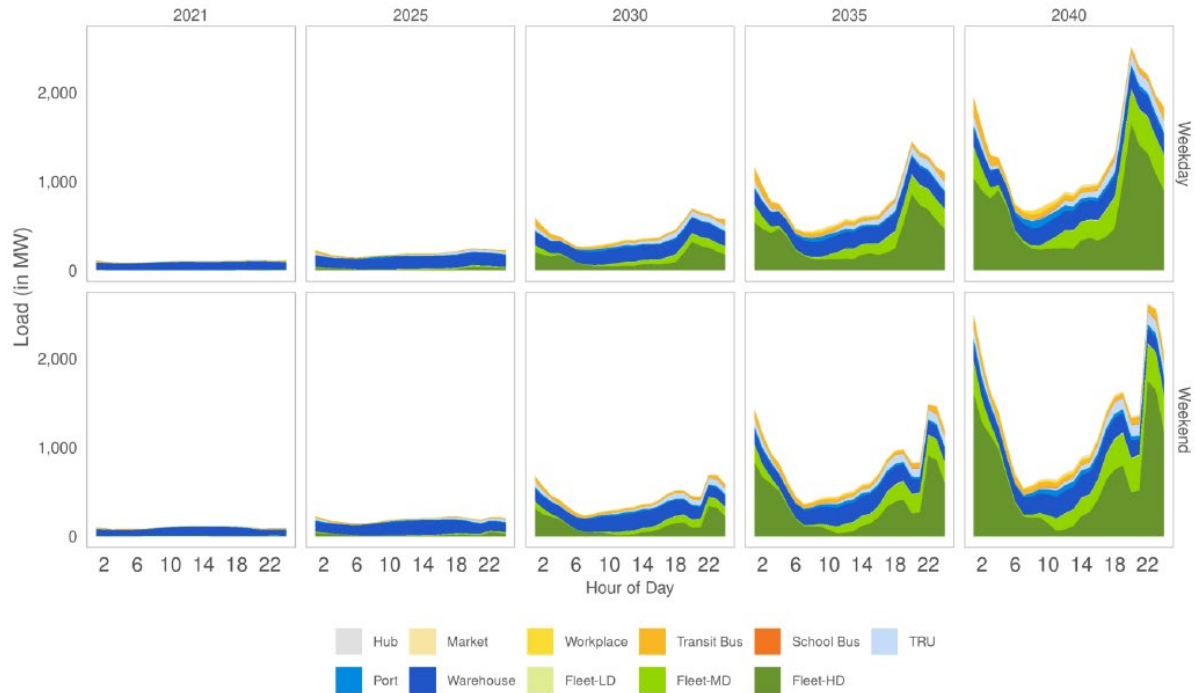 2021 2025 2030 2035 2040
2,000
1,000
0
Weekday
Load (in MW)
2,000
1,000
0
Weekend
2 6 10 14 18 22 2 6 10 14 18 22 2 6 10 14 18 22 2 6 10 14 18 22 2 6 10 14 18 22
Hour of Day
Hub Market Workplace Transit Bus School Bus TRU
Port Warehouse Fleet-LD Fleet-MD Fleet-HD